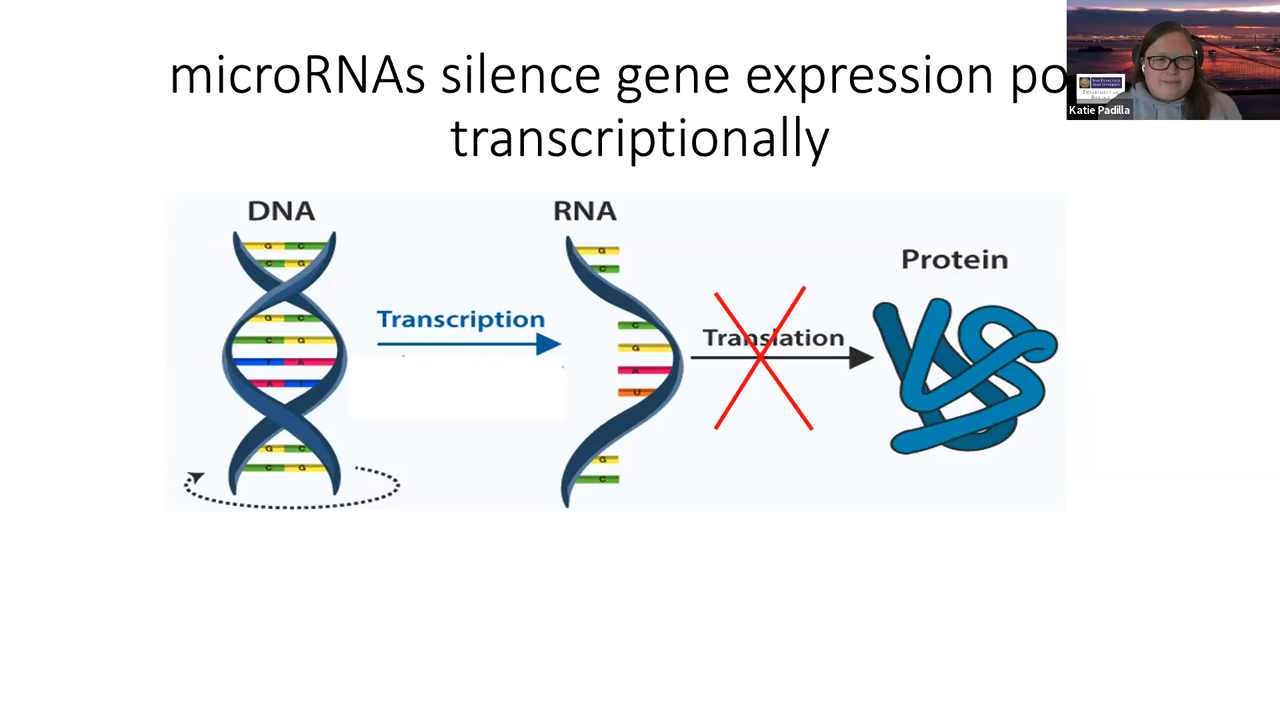 microRNAs silence gene expression po
transcriptionally
Katie Padilla
DNA
RNA
Protein
Transcription
Translation
G C
C G
G C
C G
T A
A T
G C
C G
G
C
C
G
A
U
G
C